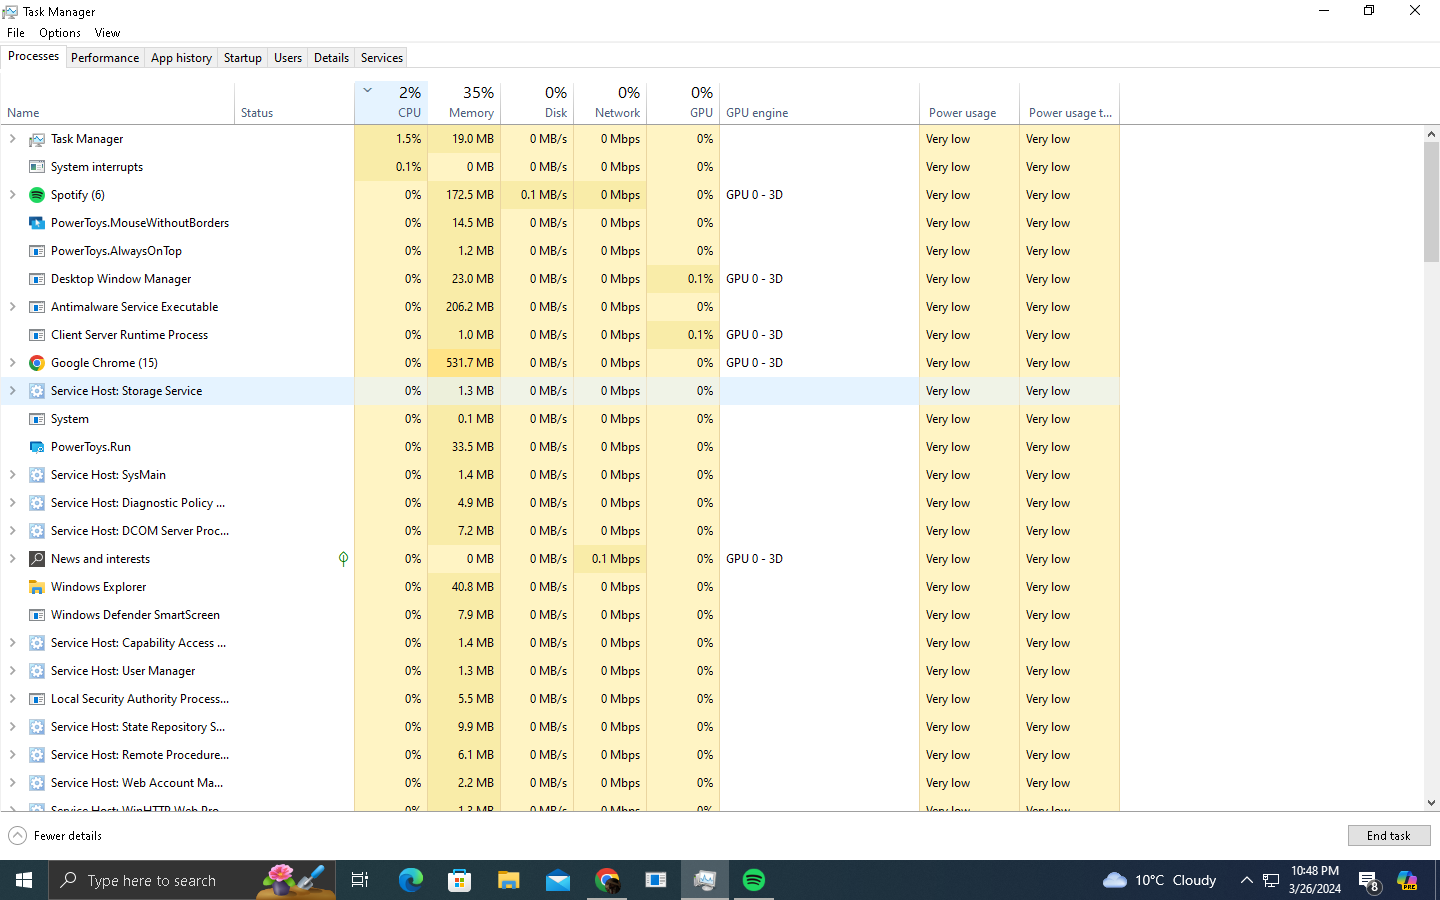 Task Manager
File Options View
Processes Performance App history Startup Users Details Services
2% 35% 0% 0% 0%
Name Status CPU Memory Disk Network GPU GPU engine Power usage Power usage t...
Task Manager 1.5% 19.0 MB 0 MB/s 0 Mbps 0% Very low Very low
System interrupts 0.1% 0 MB 0 MB/s 0 Mbps 0% Very low Very low
Spotify (6) 0% 172.5 MB 0.1 MB/s 0 Mbps 0% GPU 0 - 3D Very low Very low
PowerToys.MouseWithoutBorders 0% 14.5 MB 0 MB/s 0 Mbps 0% Very low Very low
PowerToys.AlwaysOnTop 0% 1.2 MB 0 MB/s 0 Mbps 0% Very low Very low
Desktop Window Manager 0% 23.0 MB 0 MB/s 0 Mbps 0.1% GPU 0 - 3D Very low Very low
Antimalware Service Executable 0% 206.2 MB 0 MB/s 0 Mbps 0% Very low Very low
Client Server Runtime Process 0% 1.0 MB 0 MB/s 0 Mbps 0.1% GPU 0 - 3D Very low Very low
Google Chrome (15) 0% 531.7 MB 0 MB/s 0 Mbps 0% GPU 0 - 3D Very low Very low
Service Host: Storage Service 0% 1.3 MB 0 MB/s 0 Mbps 0% Very low Very low
System 0% 0.1 MB 0 MB/s 0 Mbps 0% Very low Very low
PowerToys.Run 0% 33.5 MB 0 MB/s 0 Mbps 0% Very low Very low
Service Host: SysMain 0% 1.4 MB 0 MB/s 0 Mbps 0% Very low Very low
Service Host: Diagnostic Policy ... 0% 4.9 MB 0 MB/s 0 Mbps 0% Very low Very low
Service Host: DCOM Server Proc... 0% 7.2 MB 0 MB/s 0 Mbps 0% Very low Very low
News and interests 0% 0 MB 0 MB/s 0.1 Mbps 0% GPU 0 - 3D Very low Very low
Windows Explorer 0% 40.8 MB 0 MB/s 0 Mbps 0% Very low Very low
Windows Defender SmartScreen 0% 7.9 MB 0 MB/s 0 Mbps 0% Very low Very low
Service Host: Capability Access ... 0% 1.4 MB 0 MB/s 0 Mbps 0% Very low Very low
Service Host: User Manager 0% 1.3 MB 0 MB/s 0 Mbps 0% Very low Very low
Local Security Authority Process... 0% 5.5 MB 0 MB/s 0 Mbps 0% Very low Very low
Service Host: State Repository S... 0% 9.9 MB 0 MB/s 0 Mbps 0% Very low Very low
Service Host: Remote Procedure... 0% 6.1 MB 0 MB/s 0 Mbps 0% Very low Very low
Service Host: Web Account Ma... 0% 2.2 MB 0 MB/s 0 Mbps 0% Very low Very low
Service Host: WinHTTP Web Pro... 0% 1.3 MB 0 MB/s 0 Mbps 0% Very low Very low
Fewer details End task
Type here to search 10°C Cloudy 10:48 PM
3/26/2024 8 PRE